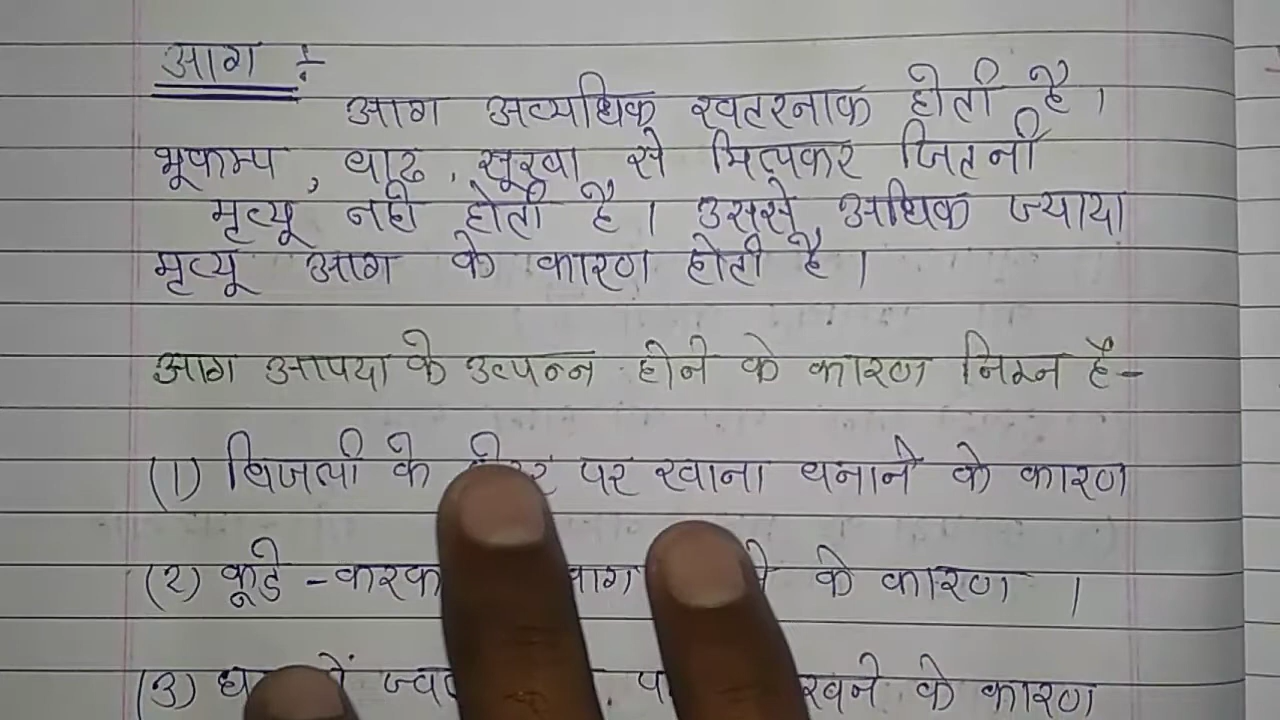 आग :-
आग अत्यधिक खतरनाक होती है ।
भूकम्प , बाढ , सूखा से मिलकर जितनी
मृत्यू नही होती है । उससे अधिक ज्यादा
मृत्यू आग के कारण होती है ।
आग आपदा के उत्पन्न होने के कारण निम्न है -
(1) बिजली के पर खाना बनाने के कारण
(२) कूडे - के कारण ।
(3) के कारण